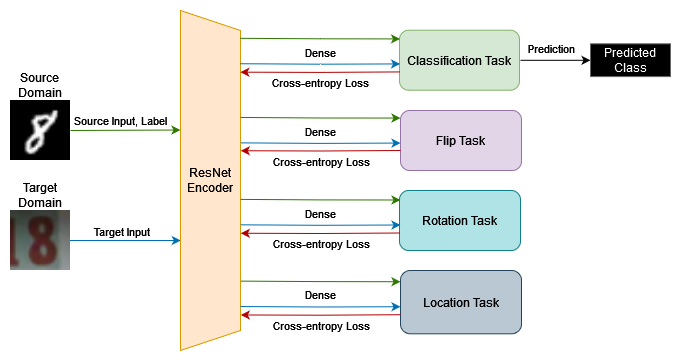 Source
Domain
8
Source Input, Label
Target
Domain
18
Target Input
ResNet
Encoder
Dense
Cross-entropy Loss
Classification Task
Prediction
Predicted
Class
Dense
Cross-entropy Loss
Flip Task
Dense
Cross-entropy Loss
Rotation Task
Dense
Cross-entropy Loss
Location Task